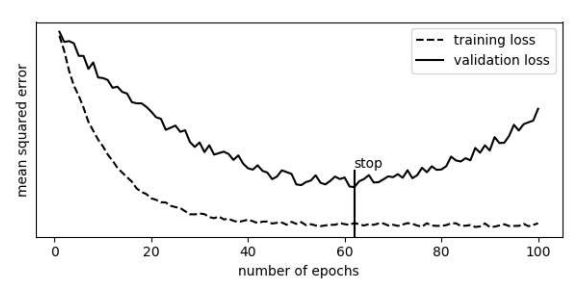 training loss
validation loss
mean squared error
stop
0 20 40 60 80 100
number of epochs